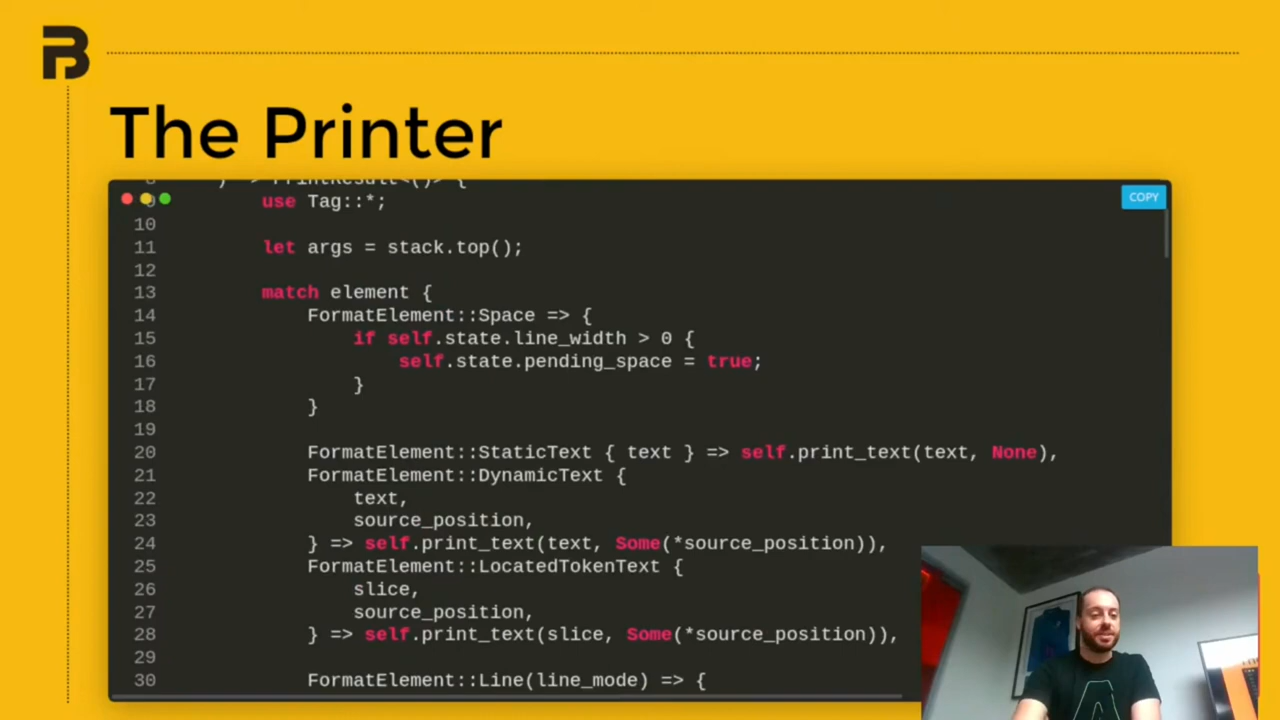 B
The Printer
8 ) -> PrintResult<()> {
COPY
9 use Tag::*;
10
11 let args = stack.top();
12
13 match element {
14 FormatElement::Space => {
15 if self.state.line_width > 0 {
16 self.state.pending_space = true;
17 }
18 }
19
20 FormatElement::StaticText { text } => self.print_text(text, None),
21 FormatElement::DynamicText {
22 text,
23 source_position,
24 } => self.print_text(text, Some(*source_position)),
25 FormatElement::LocatedTokenText {
26 slice,
27 source_position,
28 } => self.print_text(slice, Some(*source_position)),
29
30 FormatElement::Line(line_mode) => {